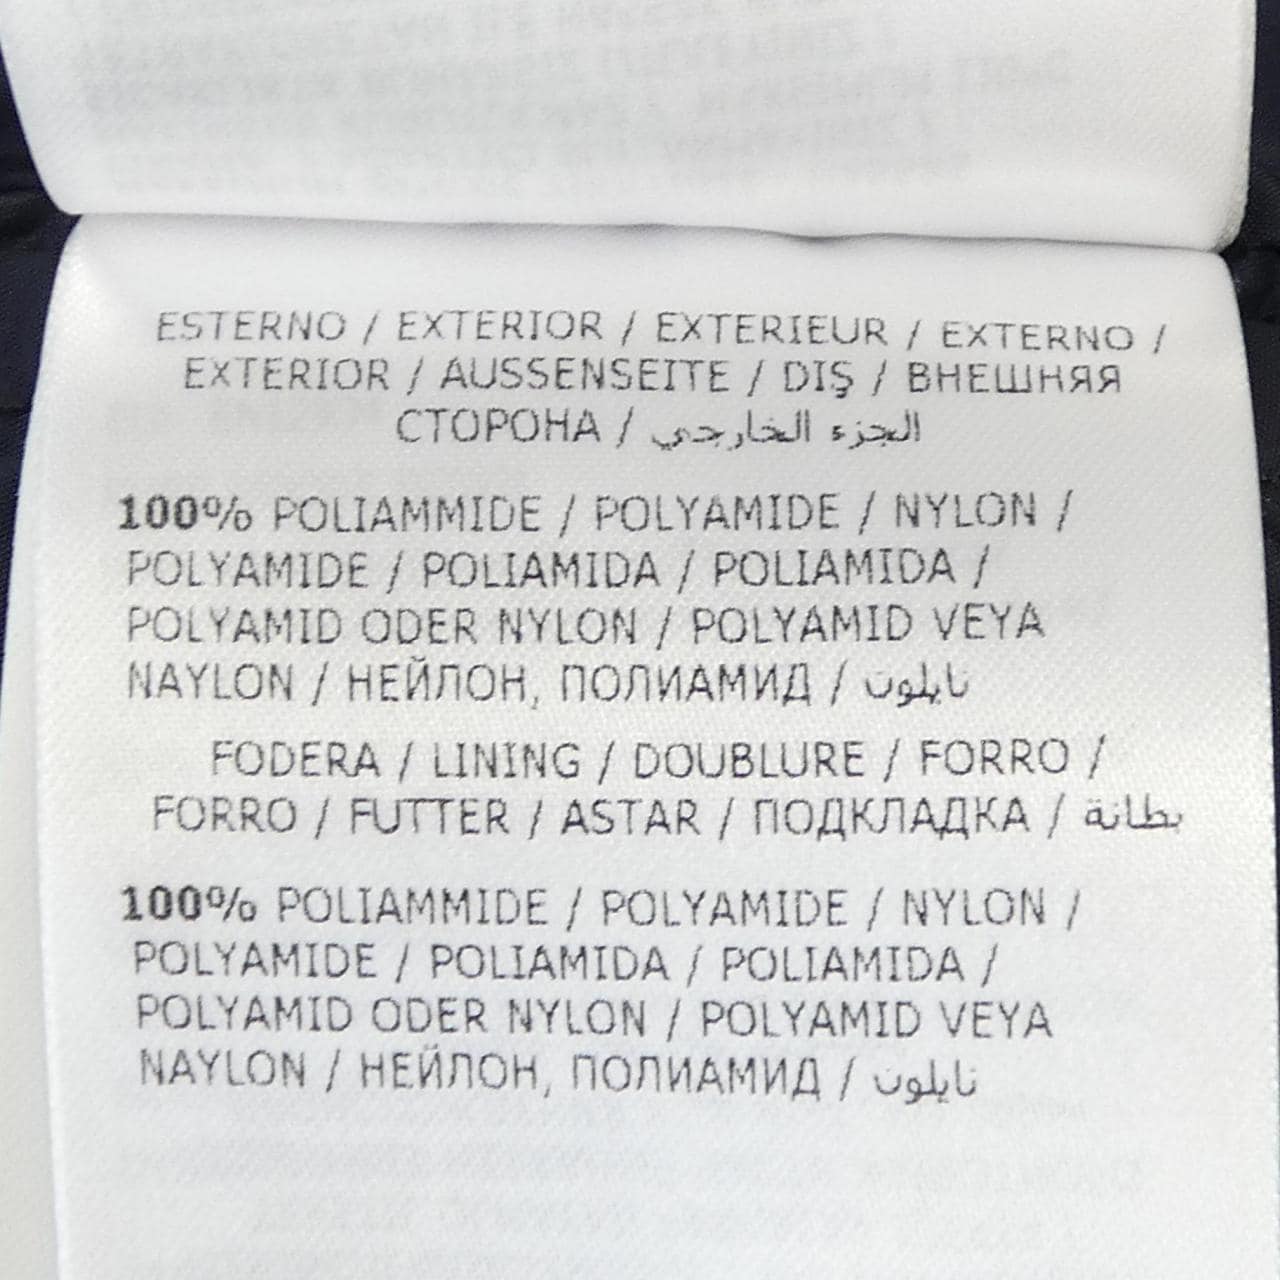 ESTERNO / EXTERIOR / EXTERIEUR / EXTERNO /
EXTERIOR / AUSSENSEITE / DIŞ / ВНЕШНЯЯ
СТОРОНА / الجزء الخارجي
100% POLIAMMIDE / POLYAMIDE / NYLON /
POLYAMIDE / POLIAMIDA / POLIAMIDA /
POLYAMID ODER NYLON / POLYAMID VEYA
NAYLON / НЕЙЛОН, ПОЛИАМИД / نايلون
FODERA / LINING / DOUBLURE / FORRO /
FORRO / FUTTER / ASTAR / ПОДКЛАДКА / بطانة
100% POLIAMMIDE / POLYAMIDE / NYLON /
POLYAMIDE / POLIAMIDA / POLIAMIDA /
POLYAMID ODER NYLON / POLYAMID VEYA
NAYLON / НЕЙЛОН, ПОЛИАМИД / نايلون